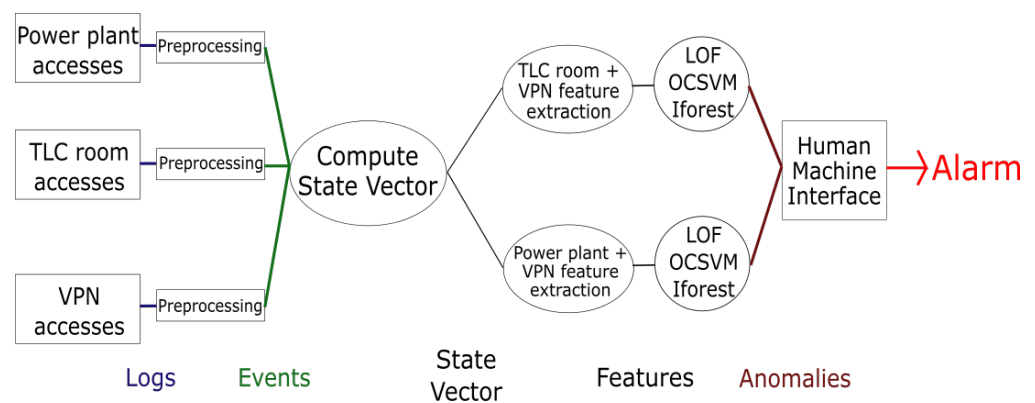 Power plant
accesses
Preprocessing
TLC room
accesses
Preprocessing
VPN
accesses
Preprocessing
Compute
State Vector
TLC room +
VPN feature
extraction
LOF
OCSVM
Iforest
Power plant +
VPN feature
extraction
LOF
OCSVM
Iforest
Human
Machine
Interface
Alarm
Logs
Events
State
Vector
Features
Anomalies